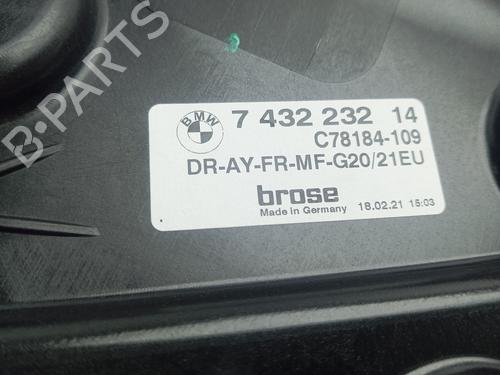 B-PARTS
BMW
7 432 232 14
C78184-109
DR-AY-FR-MF-G20/21EU
brose
Made in Germany 18.02.21 15:03